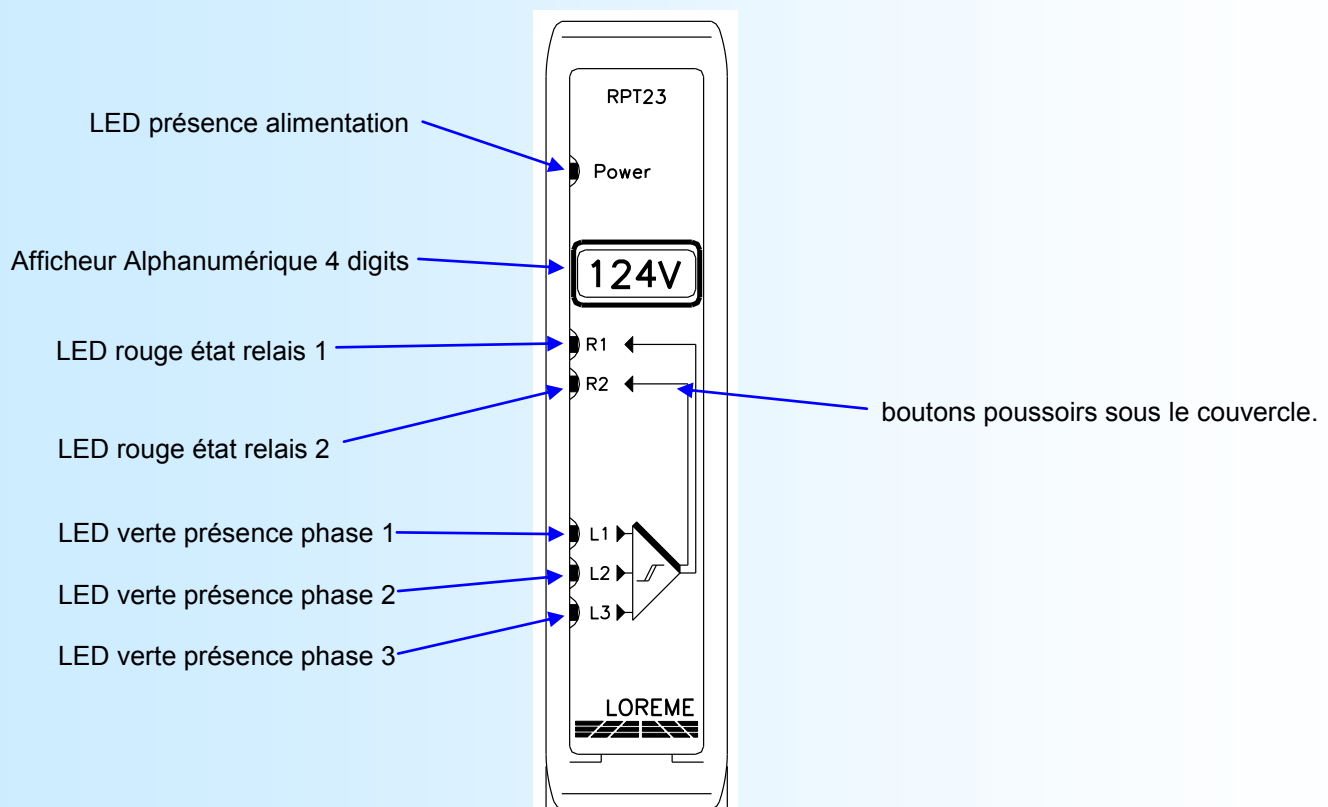 RPT23
LED présence alimentation
Power
Afficheur Alphanumérique 4 digits
124V
LED rouge état relais 1
R1
R2
boutons poussoirs sous le couvercle.
LED rouge état relais 2
LED verte présence phase 1
L1
L2
LED verte présence phase 2
L3
LED verte présence phase 3
LOREME